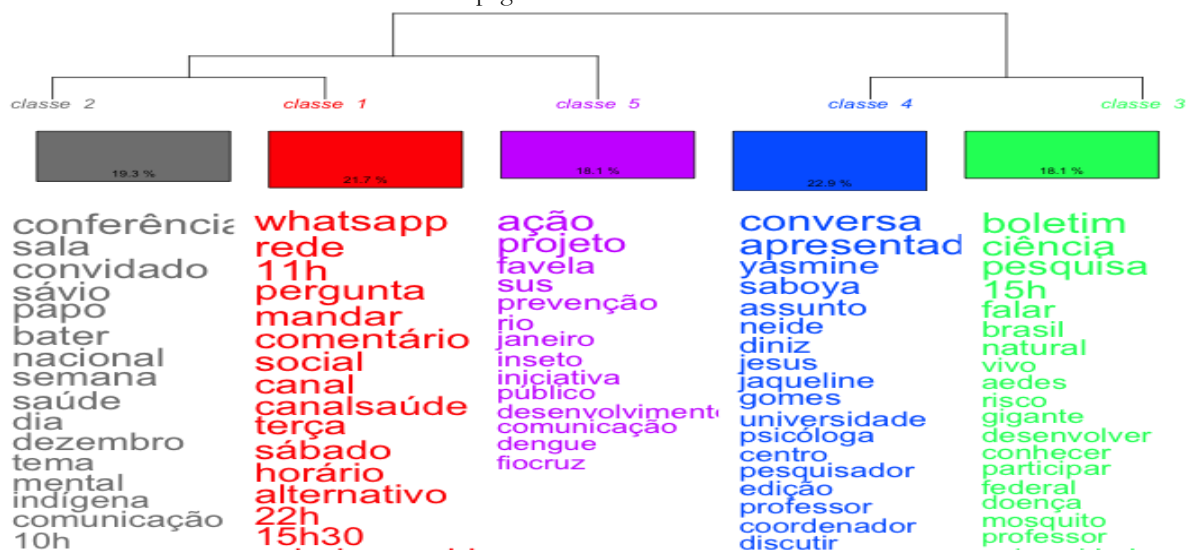 classe 2
classe 1
classe 5
classe 4
classe 3
19.3 %
21.7 %
18.1 %
22.9 %
18.1 %
conferência
sala
convidado
sávio
papo
bater
nacional
semana
saúde
dia
dezembro
tema
mental
indígena
comunicação
10h
whatsapp
rede
11h
pergunta
mandar
comentário
social
canal
canalsaúde
terça
sábado
horário
alternativo
22h
15h30
ação
projeto
favela
sus
prevenção
rio
janeiro
inseto
iniciativa
público
desenvolvimento
comunicação
dengue
fiocruz
conversa
apresentad
yasmine
saboya
assunto
neide
diniz
jesus
jaqueline
gomes
universidade
psicóloga
centro
pesquisador
edição
professor
coordenador
discutir
boletim
ciência
pesquisa
15h
falar
brasil
natural
vivo
aedes
risco
gigante
desenvolver
conhecer
participar
federal
doença
mosquito
professor